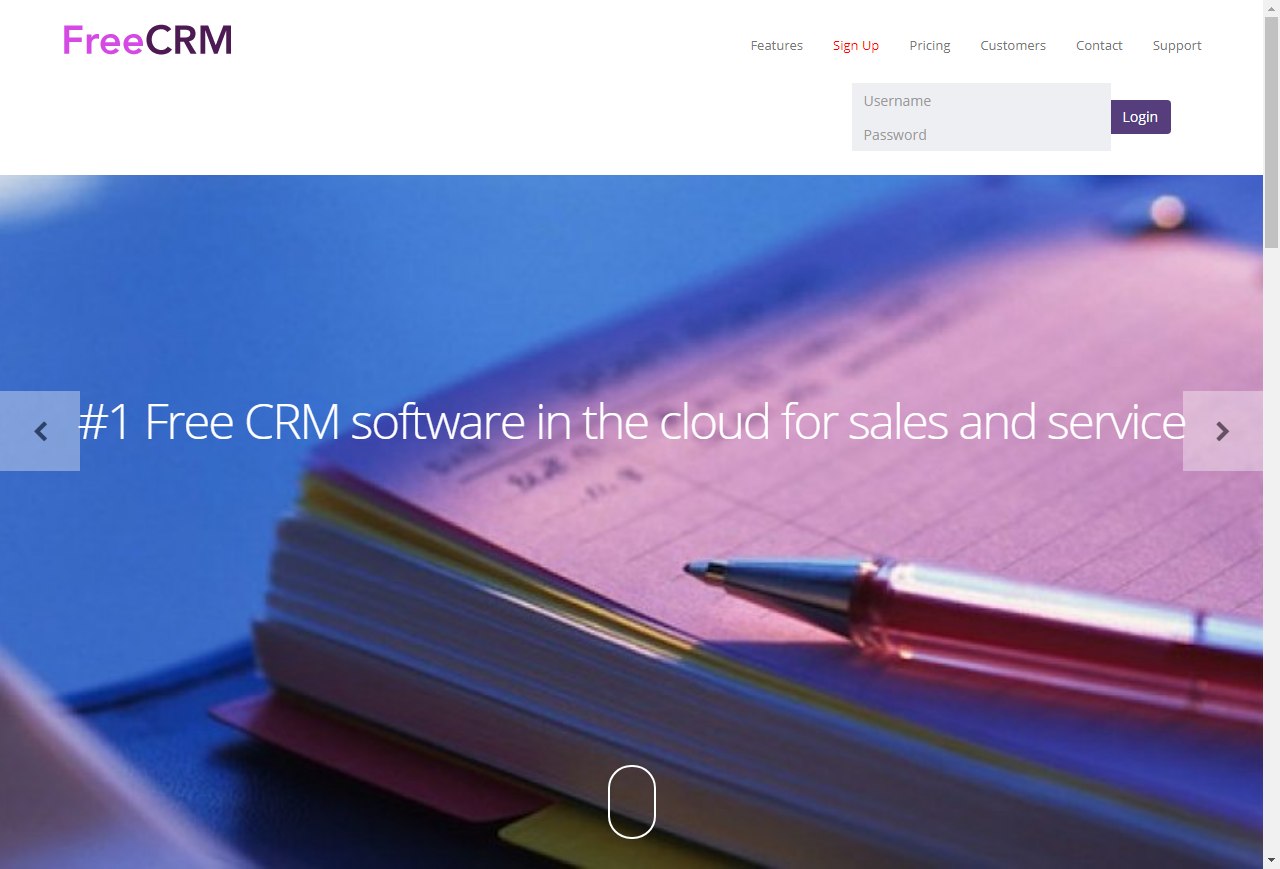 FreeCRM
Features Sign Up Pricing Customers Contact Support
Username
Password
Login
#1 Free CRM software in the cloud for sales and service